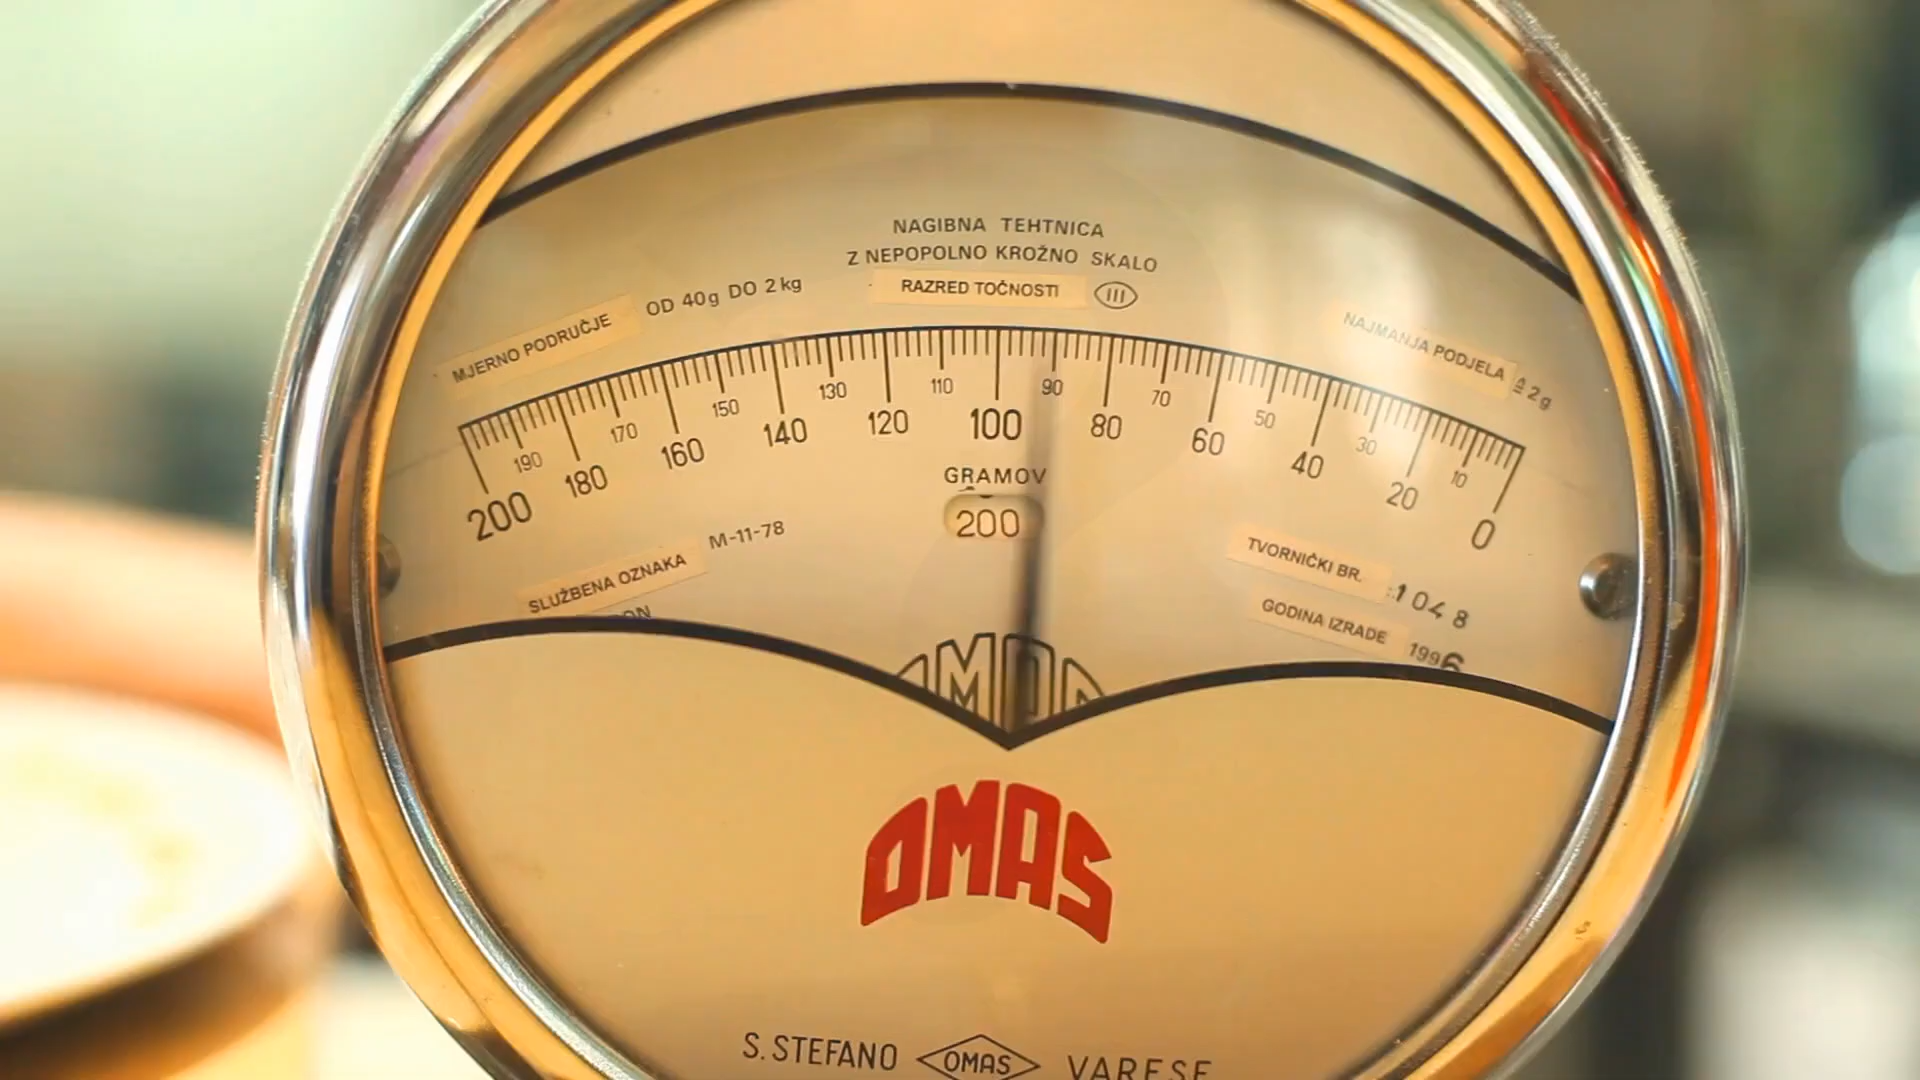 NAGIBNA TEHTNICA
Z NEPOPOLNO KROŽNO SKALO
RAZRED TOČNOSTI III
MJERNO PODRUČJE OD 40g DO 2 kg
NAJMANJA PODJELA ≙ 2 g
200 190 180 170 160 150 140 130 120 110 100 90 80 70 60 50 40 30 20 10 0
GRAMOV
200
SLUŽBENA OZNAKA M-11-78
TVORNIČKI BR. 1048
GODINA IZRADE 1996
OMAS
S. STEFANO OMAS VARESE